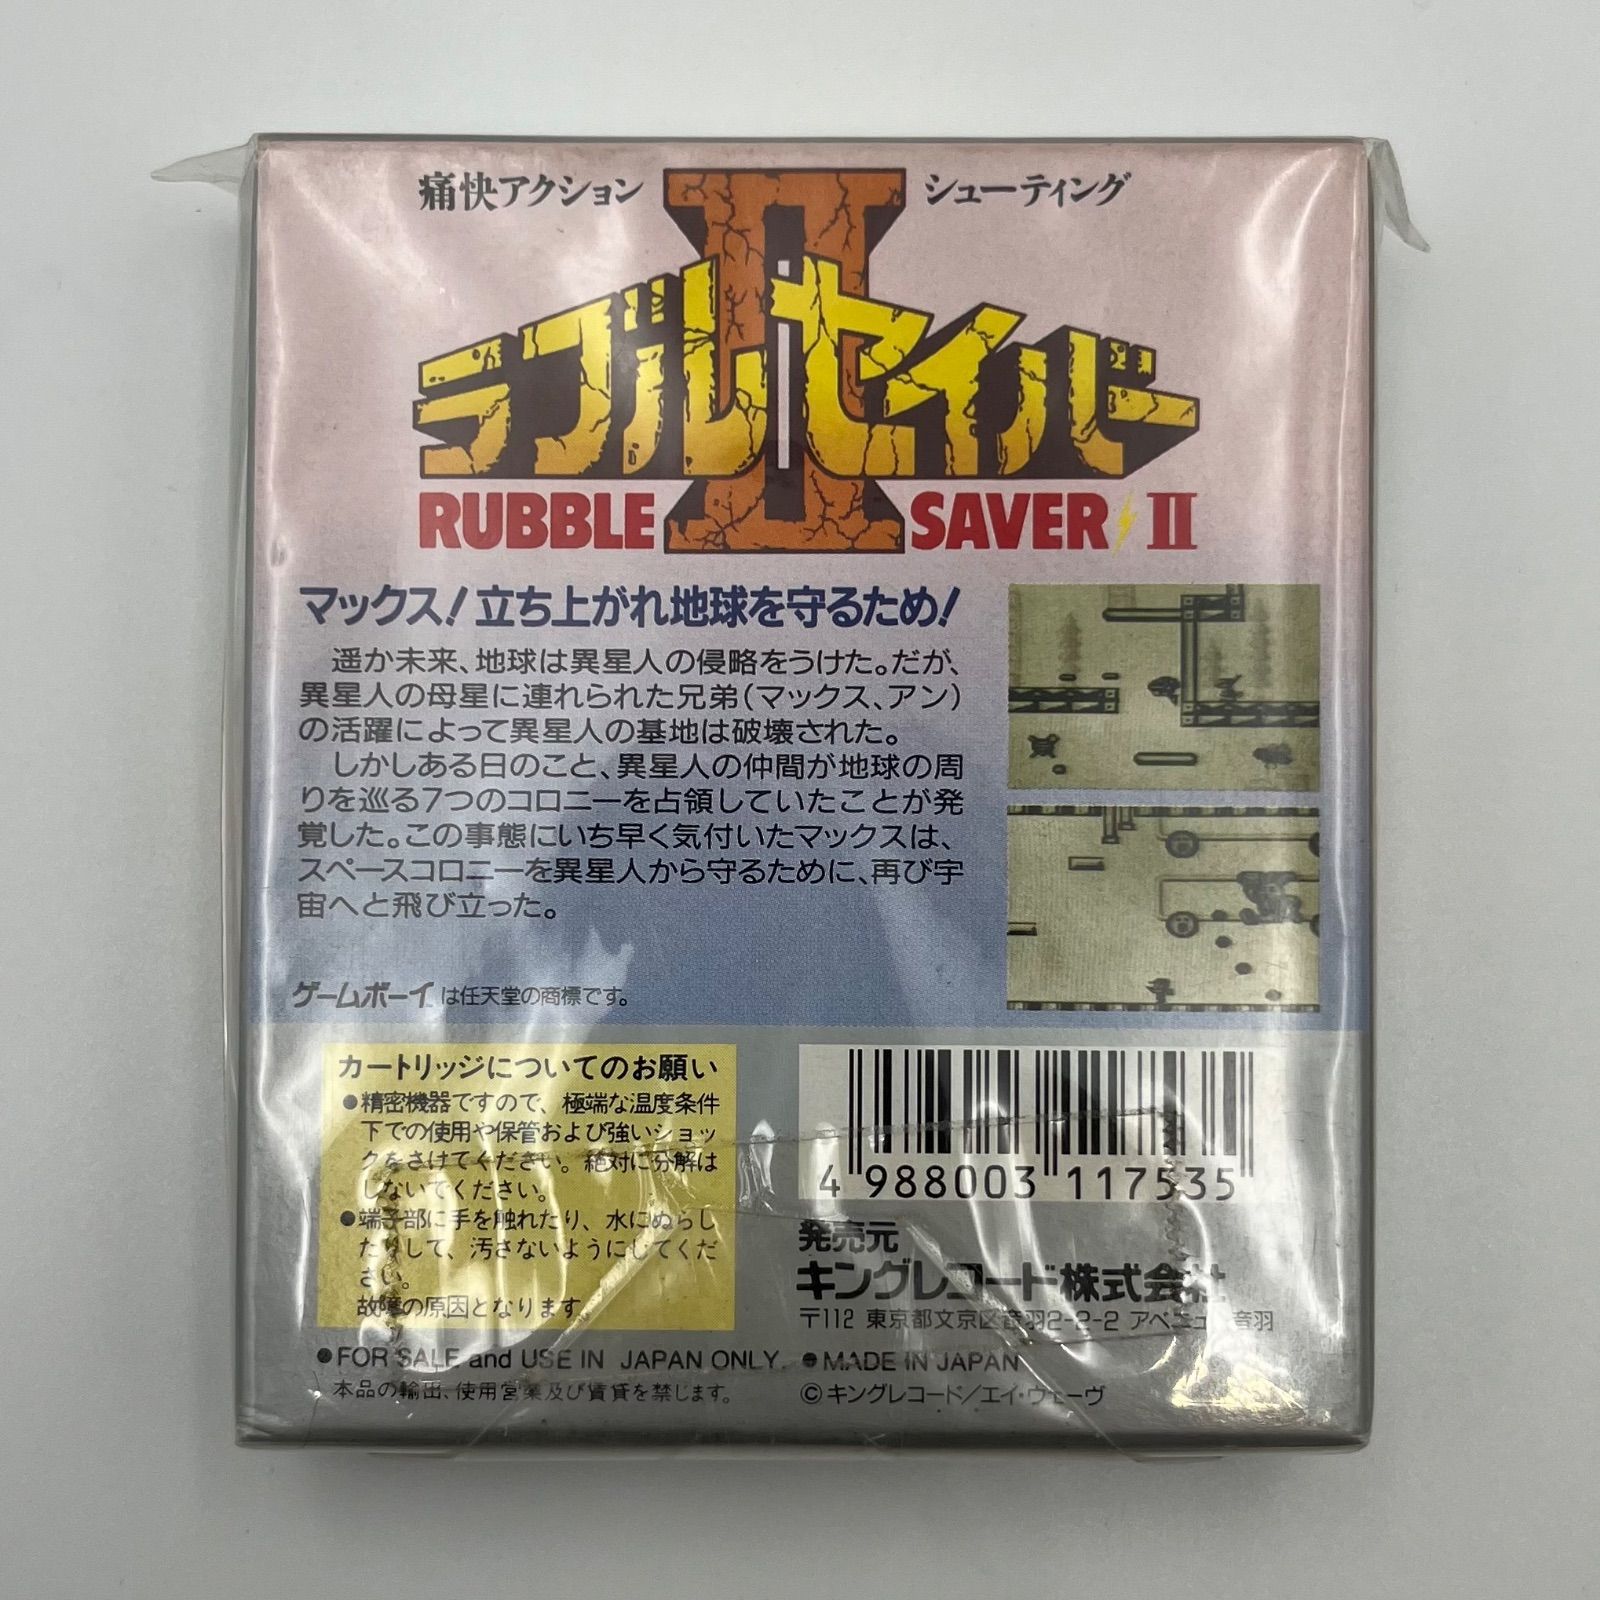 痛快アクション シューティング
II
ラブルセイバー
RUBBLE SAVER II
マックス!立ち上がれ地球を守るため!
遥か未来、地球は異星人の侵略をうけた。だが、
異星人の母星に連れられた兄弟(マックス、アン)
の活躍によって異星人の基地は破壊された。
しかしある日のこと、異星人の仲間が地球の周
りを巡る7つのコロニーを占領していたことが発
覚した。この事態にいち早く気付いたマックスは、
スペースコロニーを異星人から守るために、再び宇
宙へと飛び立った。
ゲームボーイは任天堂の商標です。
カートリッジについてのお願い
●精密機器ですので、極端な温度条件
下での使用や保管および強いショッ
クをさけてください。絶対に分解は
しないでください。
●端子部に手を触れたり、水にぬらし
たりして、汚さないようにしてくだ
さい。
故障の原因となります。
4 988003 117535
発売元
キングレコード株式会社
〒112 東京都文京区音羽2-2-2 アベニュー音羽
●FOR SALE and USE IN JAPAN ONLY. ●MADE IN JAPAN
本品の輸出、使用営業及び賃貸を禁じます。 ©キングレコード/エイ・ウェーヴ